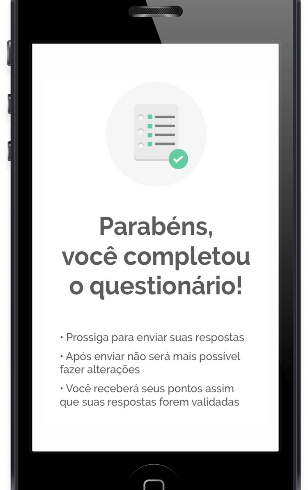 Parabéns,
você completou
o questionário!
• Prossiga para enviar suas respostas
• Após enviar não será mais possível
fazer alterações
• Você receberá seus pontos assim
que suas respostas forem validadas